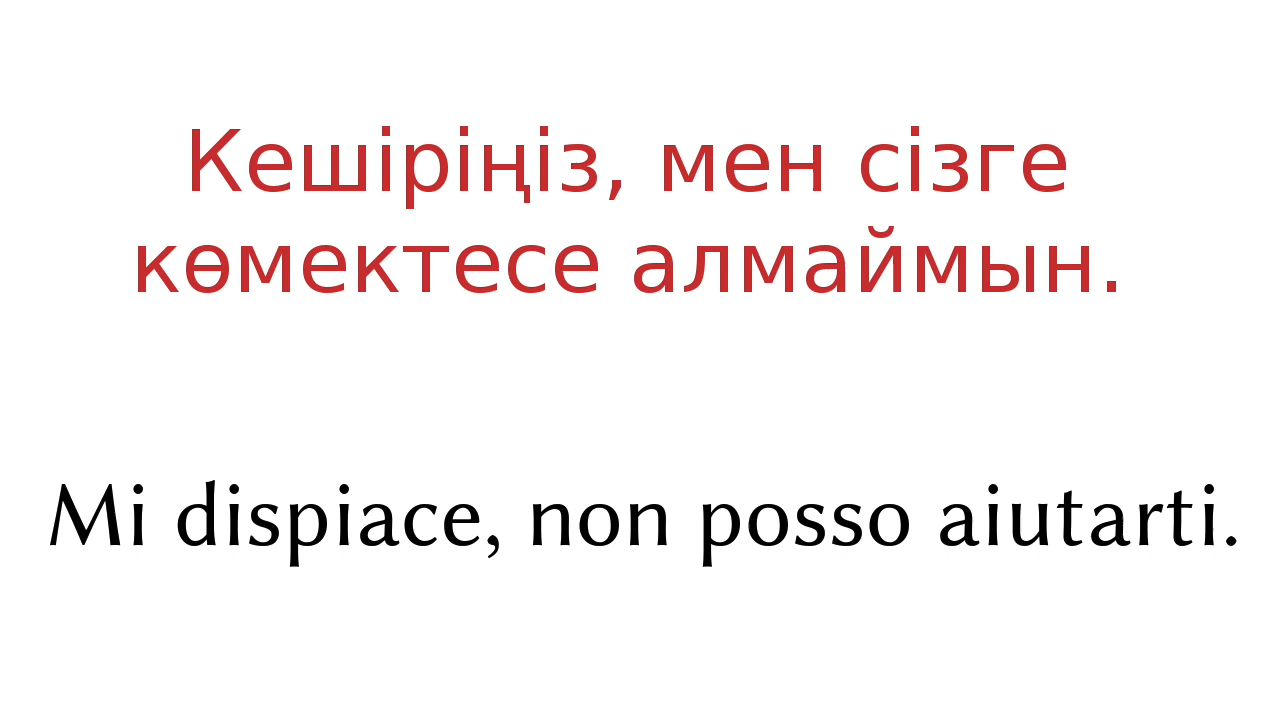 Кешіріңіз, мен сізге
көмектесе алмаймын.
Mi dispiace, non posso aiutarti.